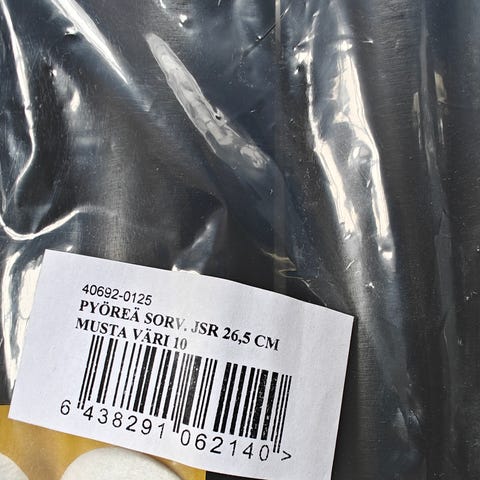 40692-0125
PYÖREÄ SORV. JSR 26,5 CM
MUSTA VÄRI 10
6 438291 062140 >